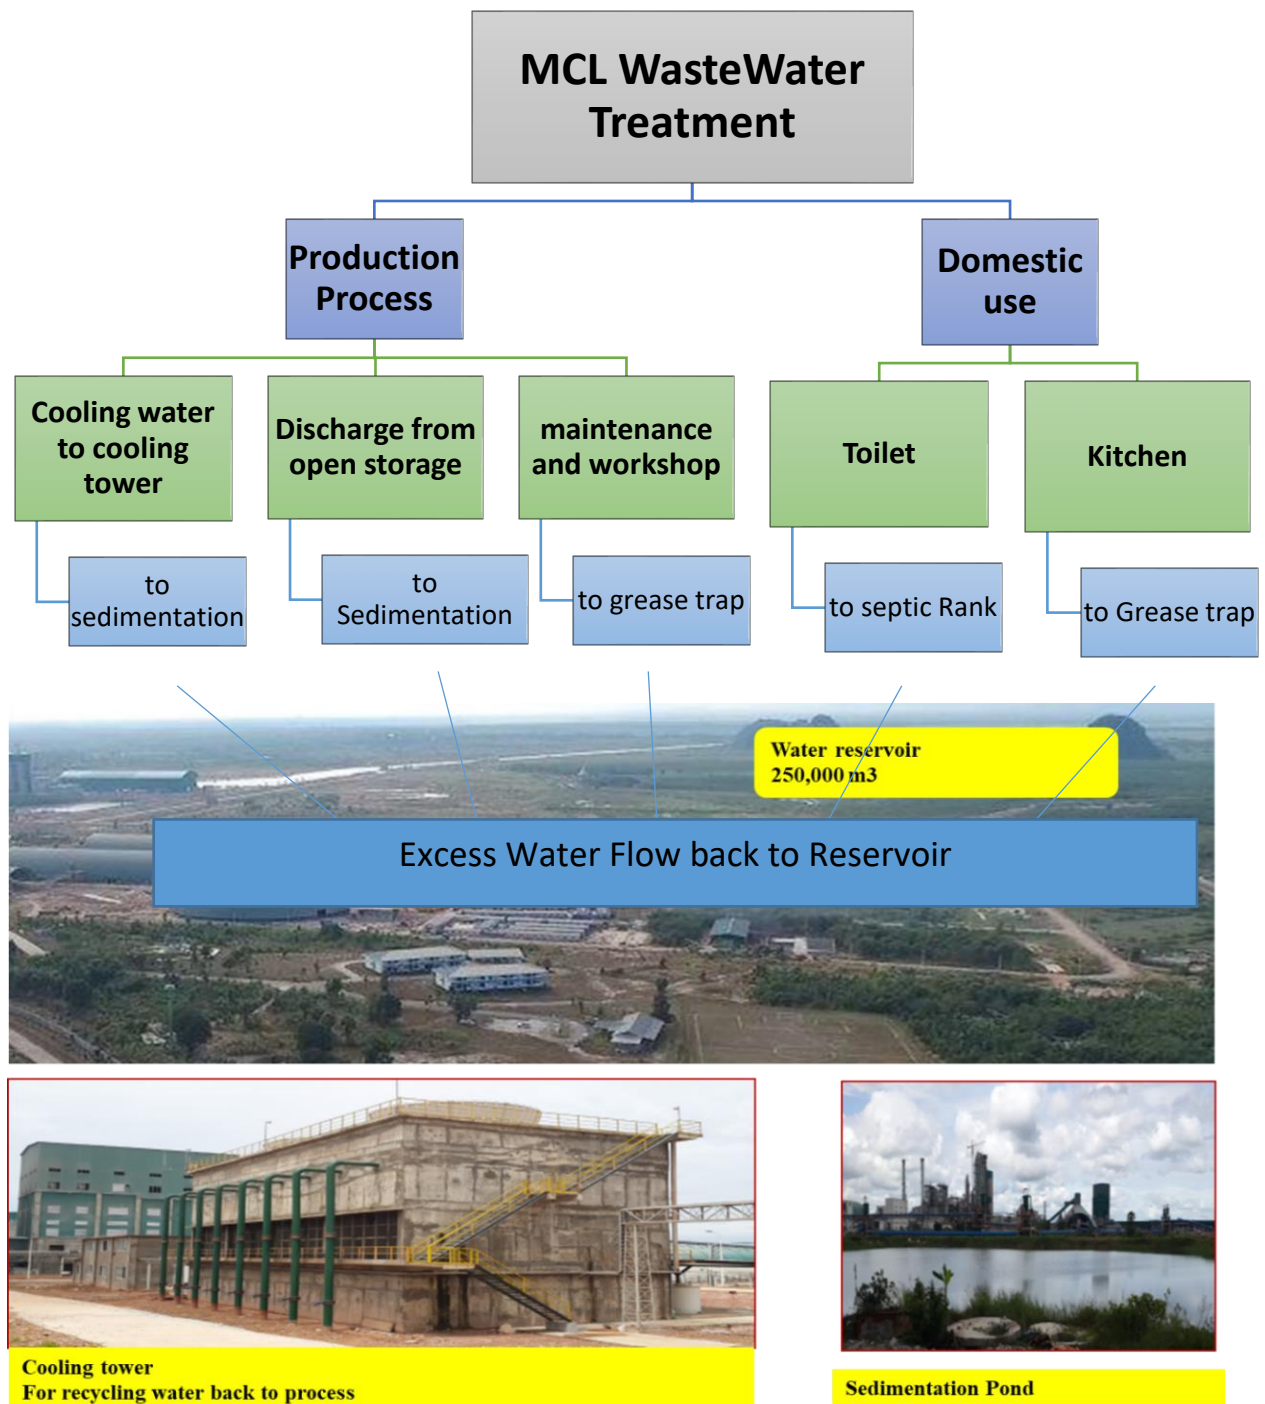 MCL WasteWater
Treatment
Production
Process
Domestic
use
Cooling water
to cooling
tower
Discharge from
open storage
maintenance
and workshop
Toilet
Kitchen
to
sedimentation
to
Sedimentation
to grease trap
to septic Rank
to Grease trap
Water reservoir
250,000 m3
Excess Water Flow back to Reservoir
Cooling tower
For recycling water back to process
Sedimentation Pond